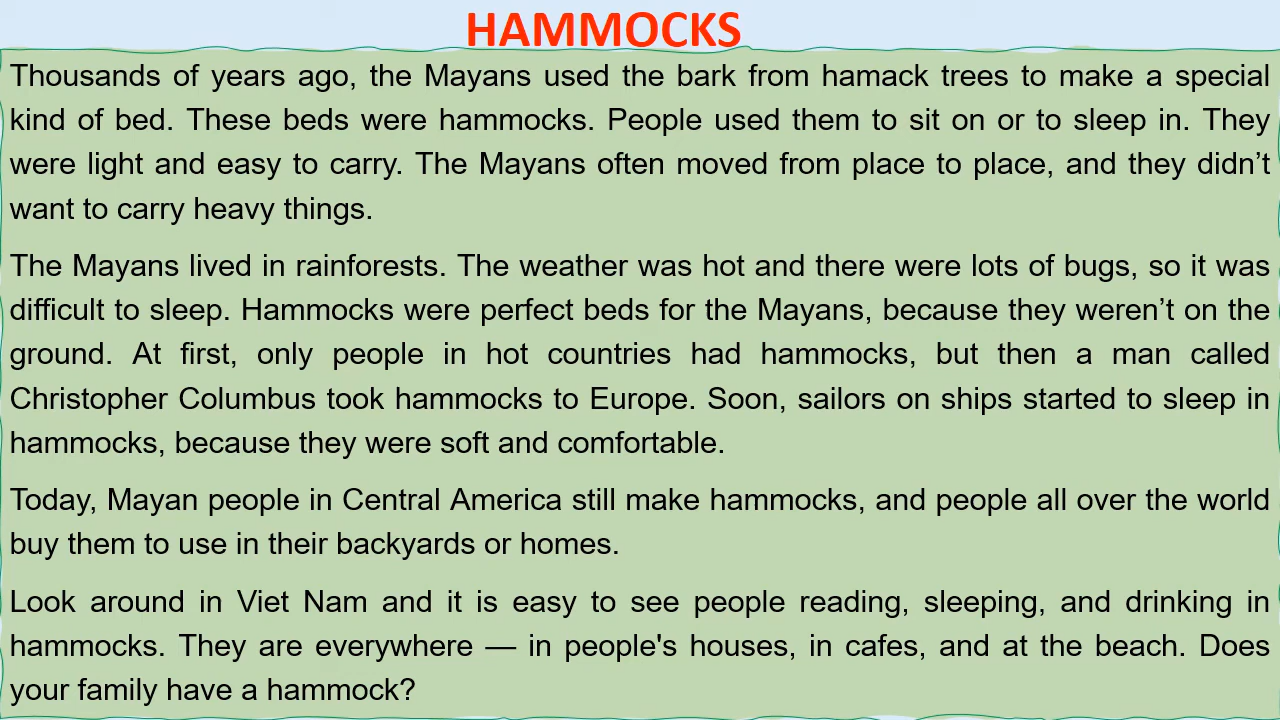 HAMMOCKS
Thousands of years ago, the Mayans used the bark from hamack trees to make a special
kind of bed. These beds were hammocks. People used them to sit on or to sleep in. They
were light and easy to carry. The Mayans often moved from place to place, and they didn’t
want to carry heavy things.
The Mayans lived in rainforests. The weather was hot and there were lots of bugs, so it was
difficult to sleep. Hammocks were perfect beds for the Mayans, because they weren’t on the
ground. At first, only people in hot countries had hammocks, but then a man called
Christopher Columbus took hammocks to Europe. Soon, sailors on ships started to sleep in
hammocks, because they were soft and comfortable.
Today, Mayan people in Central America still make hammocks, and people all over the world
buy them to use in their backyards or homes.
Look around in Viet Nam and it is easy to see people reading, sleeping, and drinking in
hammocks. They are everywhere — in people's houses, in cafes, and at the beach. Does
your family have a hammock?